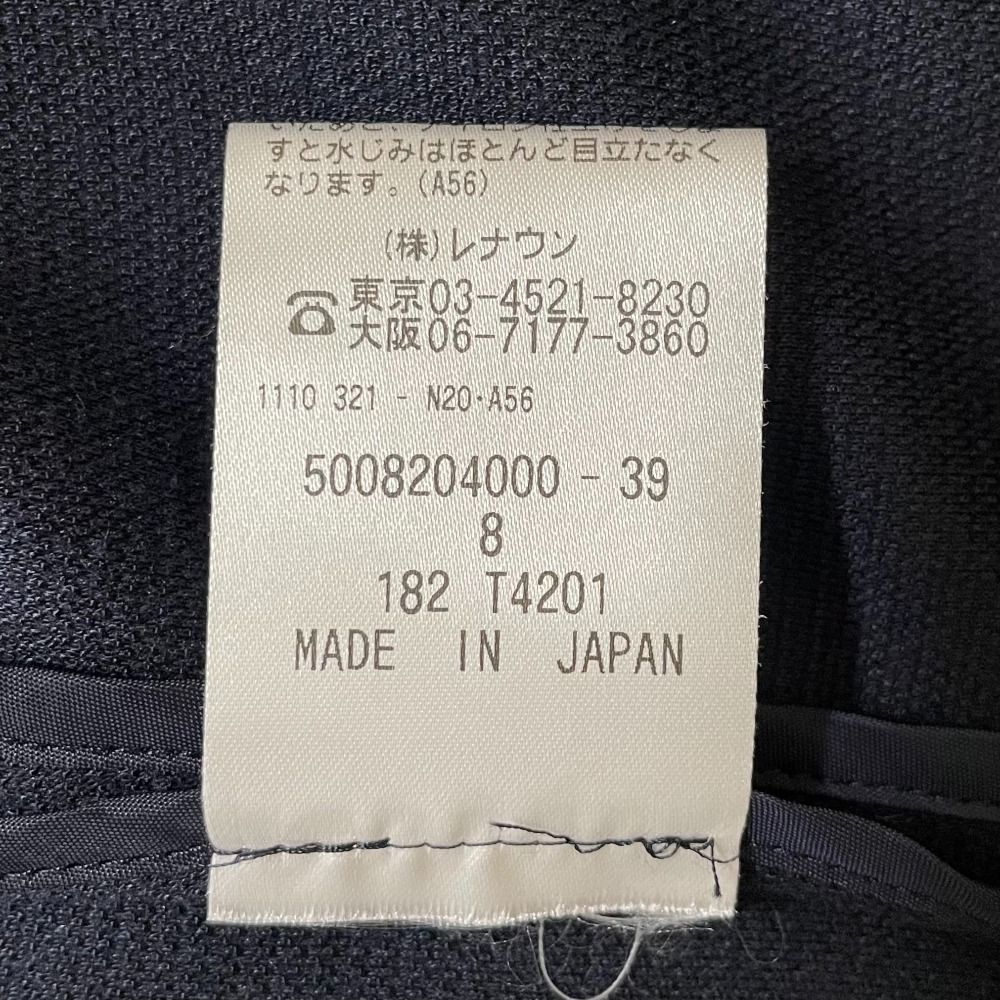 すと水じみはほとんど目立たなく
なります。(A56)
(株)レナウン
東京03-4521-8230
大阪06-7177-3860
1110 321 - N20･A56
5008204000 - 39
8
182 T4201
MADE IN JAPAN